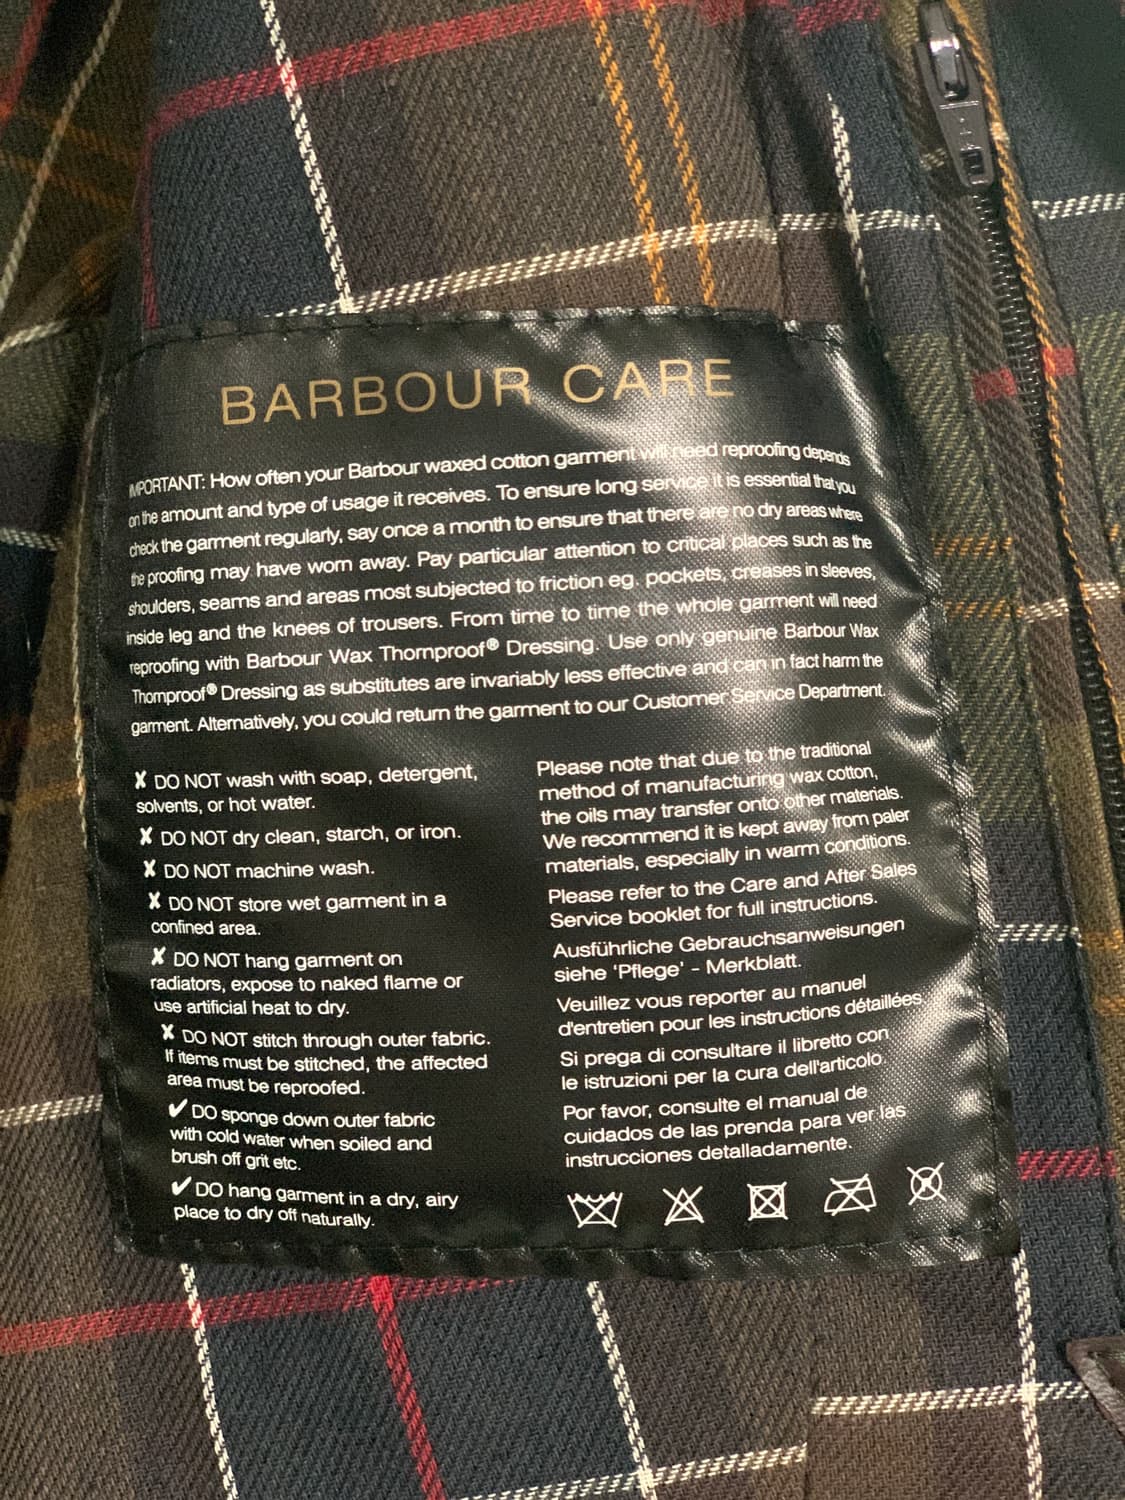 BARBOUR CARE
IMPORTANT: How often your Barbour waxed cotton garment will need reproofing depends
on the amount and type of usage it receives. To ensure long service it is essential that you
check the garment regularly, say once a month to ensure that there are no dry areas where
the proofing may have worn away. Pay particular attention to critical places such as the
shoulders, seams and areas most subjected to friction eg. pockets, creases in sleeves,
inside leg and the knees of trousers. From time to time the whole garment will need
reproofing with Barbour Wax Thornproof® Dressing. Use only genuine Barbour Wax
Thornproof® Dressing as substitutes are invariably less effective and can in fact harm the
garment. Alternatively, you could return the garment to our Customer Service Department.
✘ DO NOT wash with soap, detergent,
solvents, or hot water.
✘ DO NOT dry clean, starch, or iron.
✘ DO NOT machine wash.
✘ DO NOT store wet garment in a
confined area.
✘ DO NOT hang garment on
radiators, expose to naked flame or
use artificial heat to dry.
✘ DO NOT stitch through outer fabric.
If items must be stitched, the affected
area must be reproofed.
✔ DO sponge down outer fabric
with cold water when soiled and
brush off grit etc.
✔ DO hang garment in a dry, airy
place to dry off naturally.
Please note that due to the traditional
method of manufacturing wax cotton,
the oils may transfer onto other materials.
We recommend it is kept away from paler
materials, especially in warm conditions.
Please refer to the Care and After Sales
Service booklet for full instructions.
Ausführliche Gebrauchsanweisungen
siehe 'Pflege' - Merkblatt.
Veuillez vous reporter au manuel
d'entretien pour les instructions détaillées
Si prega di consultare il libretto con
le istruzioni per la cura dell'articolo.
Por favor, consulte el manual de
cuidados de las prenda para ver las
instrucciones detalladamente.